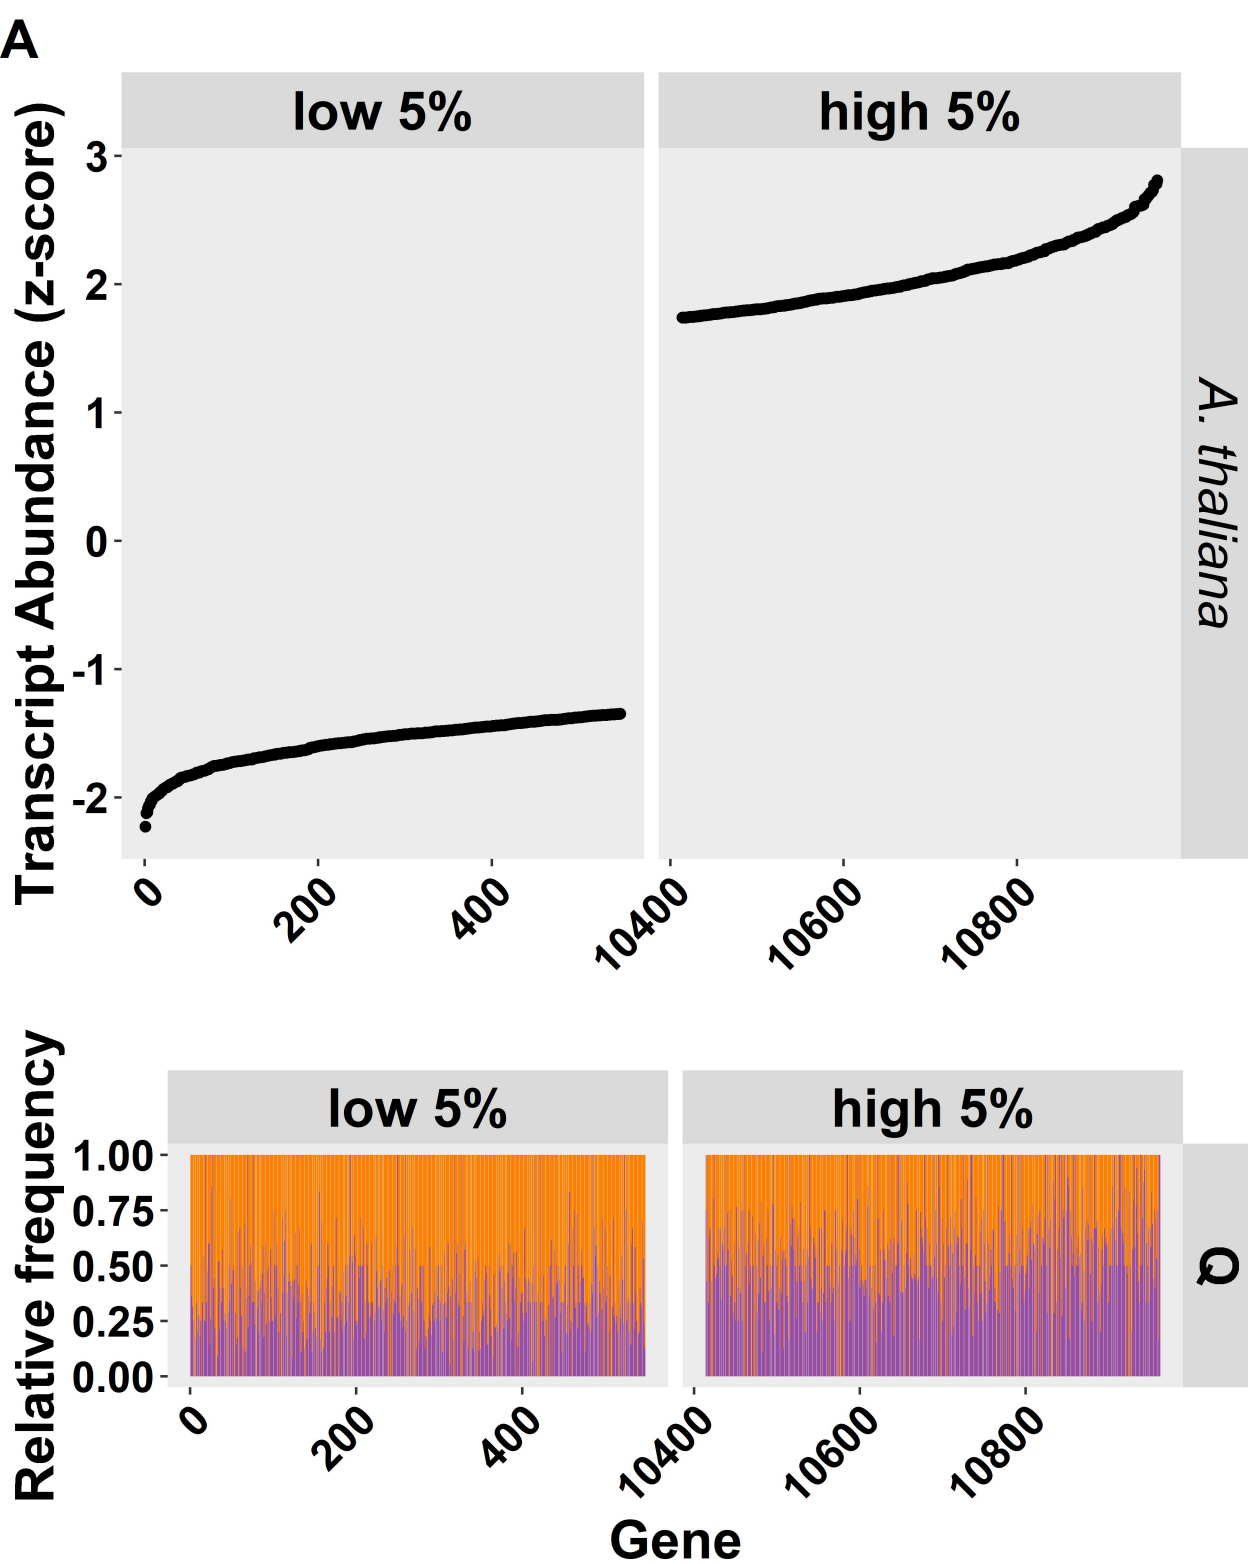 A
low 5%
high 5%
Transcript Abundance (z-score)
3
2
1
0
-1
-2
A. thaliana
0
200
400
10400
10600
10800
low 5%
high 5%
Relative frequency
1.00
0.75
0.50
0.25
0.00
Q
0
200
400
10400
10600
10800
Gene